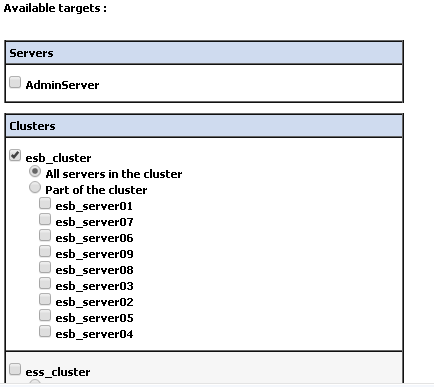 Available targets :
Servers
AdminServer
Clusters
esb_cluster
All servers in the cluster
Part of the cluster
esb_server01
esb_server07
esb_server06
esb_server09
esb_server08
esb_server03
esb_server02
esb_server05
esb_server04
ess_cluster